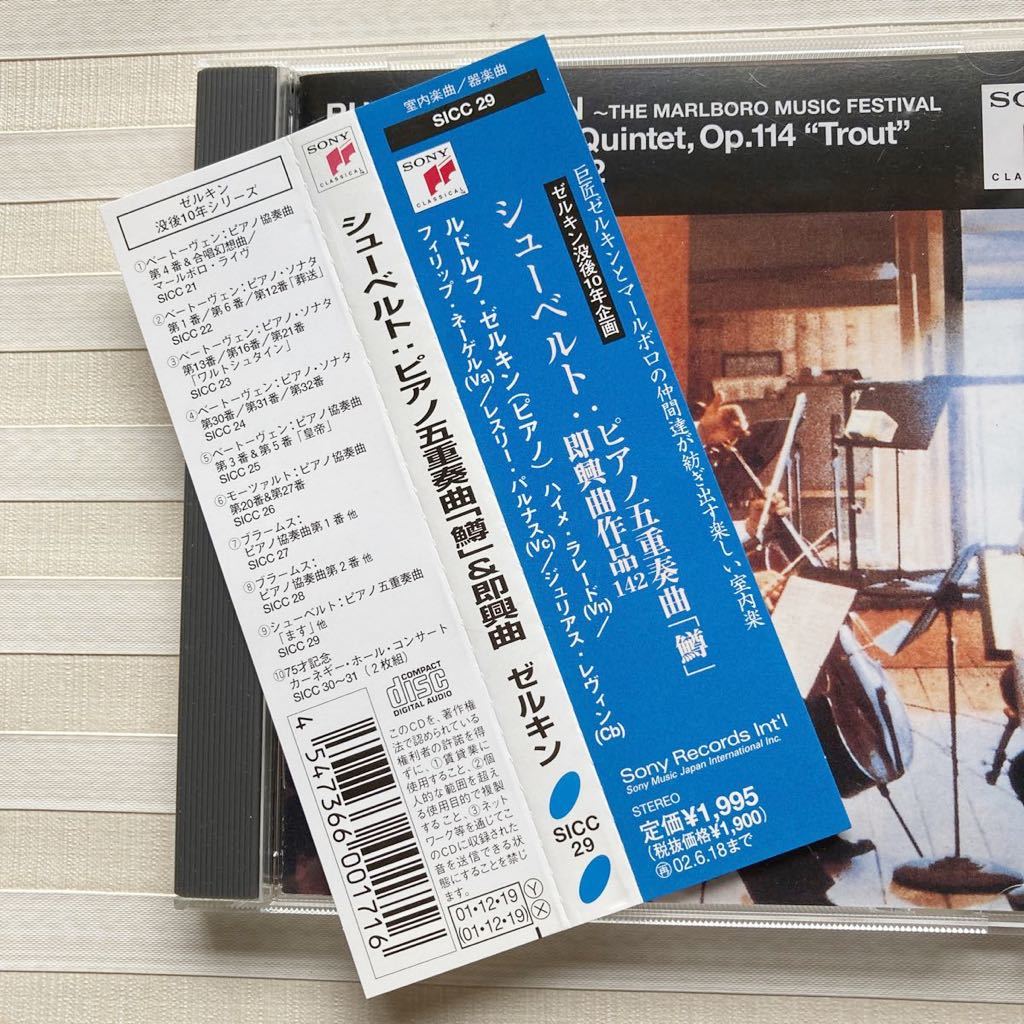 ～THE MARLBORO MUSIC FESTIVAL
Quintet, Op.114 “Trout”
ゼルキン
没後10年シリーズ
①ベートーヴェン：ピアノ協奏曲
第4番＆合唱幻想曲／
マールボロ・ライヴ
SICC 21
②ベートーヴェン：ピアノ・ソナタ
第1番／第6番／第12番「葬送」
SICC 22
③ベートーヴェン：ピアノ・ソナタ
第13番／第16番／第21番
「ワルトシュタイン」
SICC 23
④ベートーヴェン：ピアノ・ソナタ
第30番／第31番／第32番
SICC 24
⑤ベートーヴェン：ピアノ協奏曲
第3番＆第5番「皇帝」
SICC 25
⑥モーツァルト：ピアノ協奏曲
第20番＆第27番
SICC 26
⑦ブラームス：
ピアノ協奏曲第1番 他
SICC 27
⑧ブラームス：
ピアノ協奏曲第2番 他
SICC 28
⑨シューベルト：ピアノ五重奏曲
「ます」他
SICC 29
⑩75才記念
カーネギー・ホール・コンサート
SICC 30～31（2枚組）
4 547366 001716
COMPACT
disc
DIGITAL AUDIO
このCDを、著作権
法で認められている
権利者の許諾を得
ずに、①賃貸業に
使用すること、②個
人的な範囲を超え
る使用目的で複製
すること、③ネット
ワーク等を通じてこ
のCDに収録された
音を送信できる状
態にすることを禁じ
ます。
01・12・19 Ⓨ
(01・12・19) Ⓧ
SONY
CLASSICAL
シューベルト：ピアノ五重奏曲「鱒」＆即興曲 ゼルキン
SICC
29
室内楽曲／器楽曲
SICC 29
SONY
CLASSICAL
巨匠ゼルキンとマールボロの仲間達が紡ぎ出す楽しい室内楽
ゼルキン没後10年企画
シューベルト：ピアノ五重奏曲「鱒」
：即興曲作品142
ルドルフ・ゼルキン(ピアノ) ハイメ・ラレード(Vn)／
フィリップ・ネーゲル(Va)／レスリー・パルナス(Vc)／ジュリアス・レヴィン(Cb)
Sony Records Int'l
Sony Music Japan International Inc.
STEREO
定価¥1,995
(税抜価格¥1,900)
㊢02.6.18まで